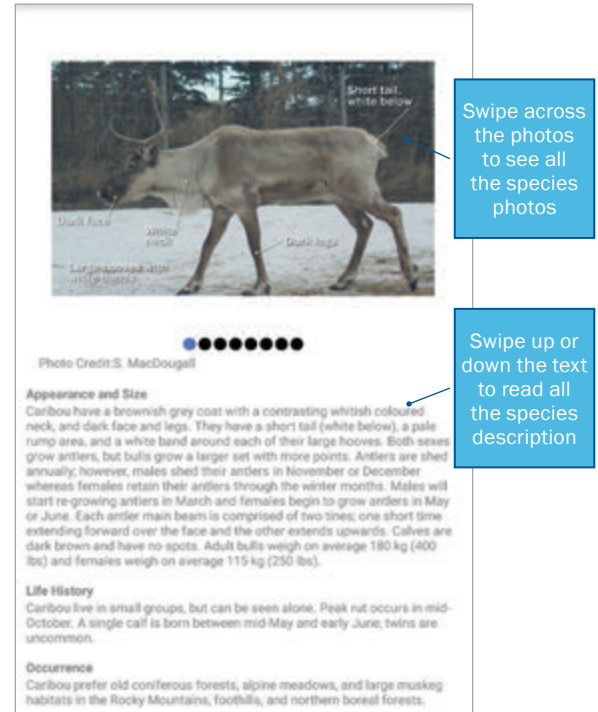 Short tail,
white below
Dark face
White
neck
Dark legs
Large hooves with
white bands
Photo Credit:S. MacDougall
Appearance and Size
Caribou have a brownish grey coat with a contrasting whitish coloured
neck, and dark face and legs. They have a short tail (white below), a pale
rump area, and a white band around each of their large hooves. Both sexes
grow antlers, but bulls grow a larger set with more points. Antlers are shed
annually; however, males shed their antlers in November or December
whereas females retain their antlers through the winter months. Males will
start re-growing antlers in March and females begin to grow antlers in May
or June. Each antler main beam is comprised of two tines; one short tine
extending forward over the face and the other extends upwards. Calves are
dark brown and have no spots. Adult bulls weigh on average 180 kg (400
lbs) and females weigh on average 115 kg (250 lbs).
Life History
Caribou live in small groups, but can be seen alone. Peak rut occurs in mid-
October. A single calf is born between mid-May and early June; twins are
uncommon.
Occurrence
Caribou prefer old coniferous forests, alpine meadows, and large muskeg
habitats in the Rocky Mountains, foothills, and northern boreal forests.
Swipe across
the photos
to see all
the species
photos
Swipe up or
down the text
to read all
the species
description